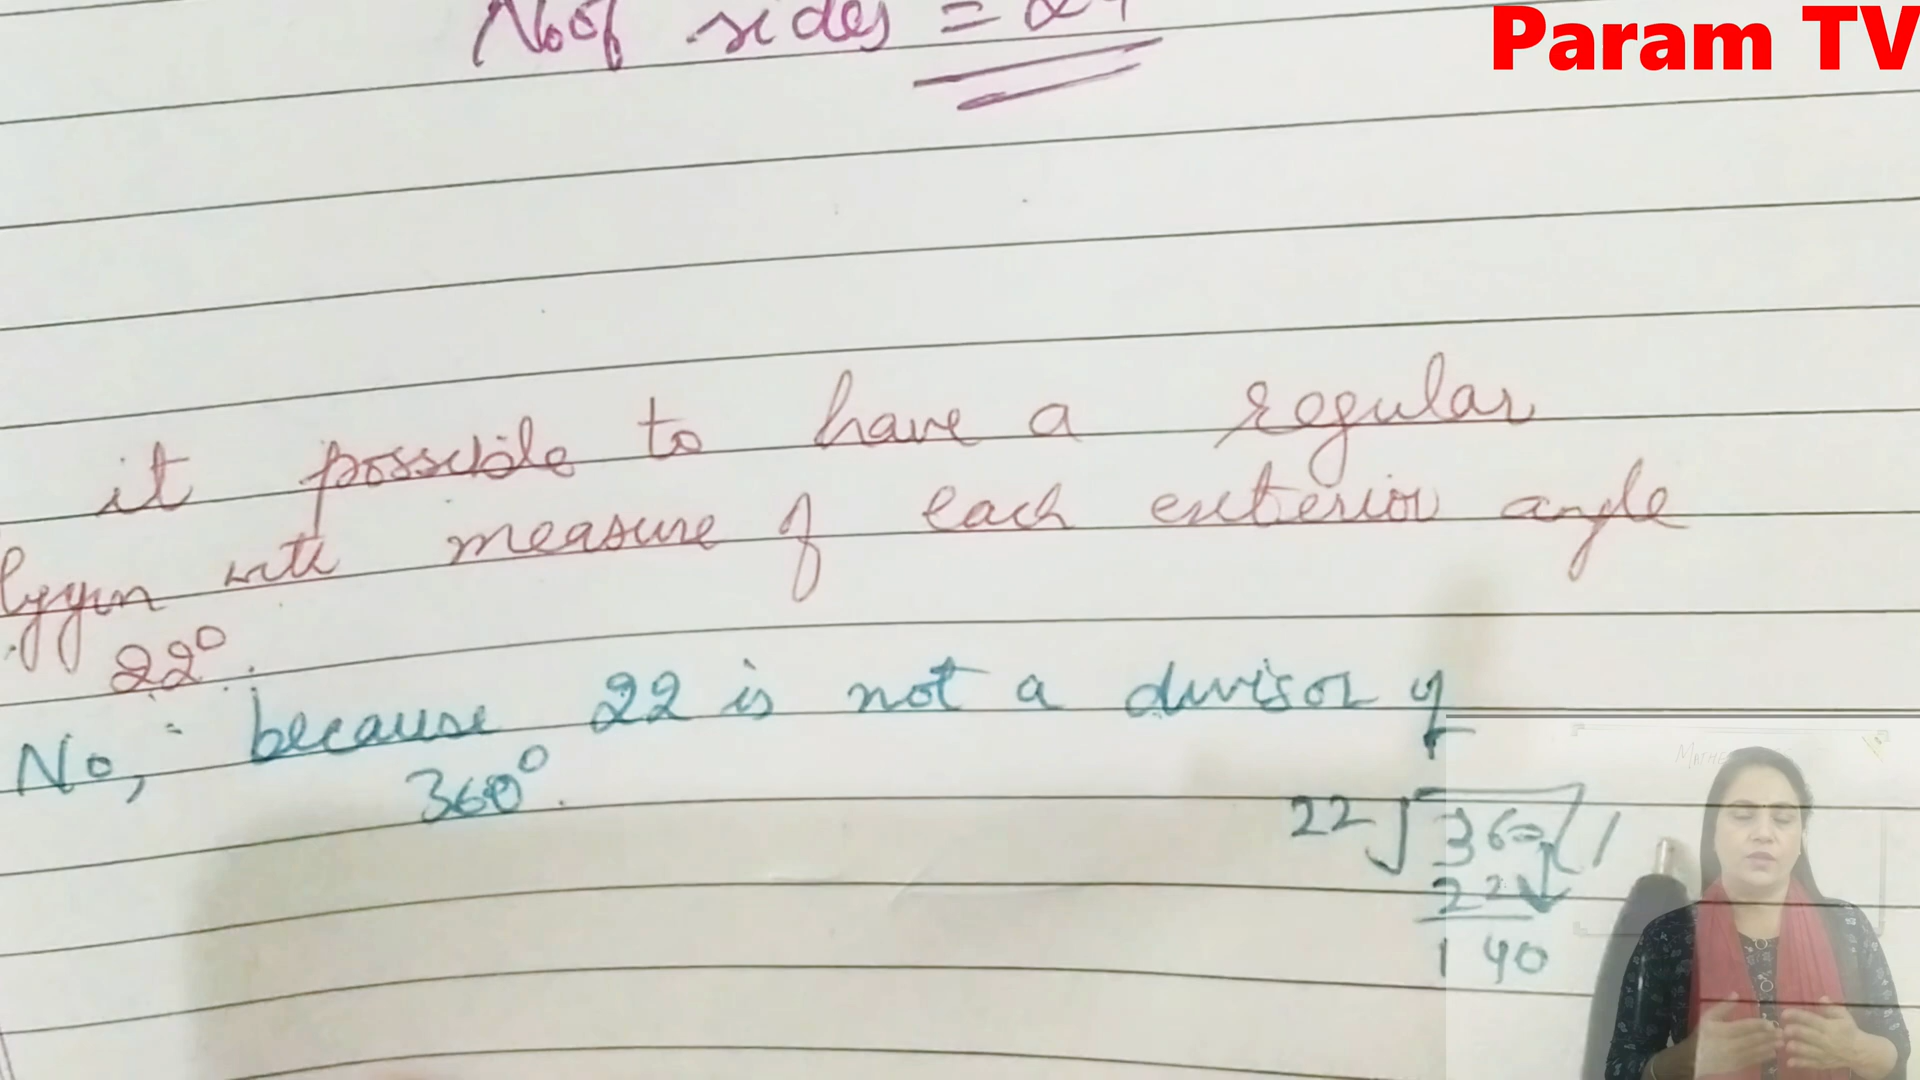 No of sides = 24
Param TV
it possible to have a regular
lygon with measure of each exterior angle
22°.
No, because 22 is not a divisor of
360°.
22 360 1
22
140